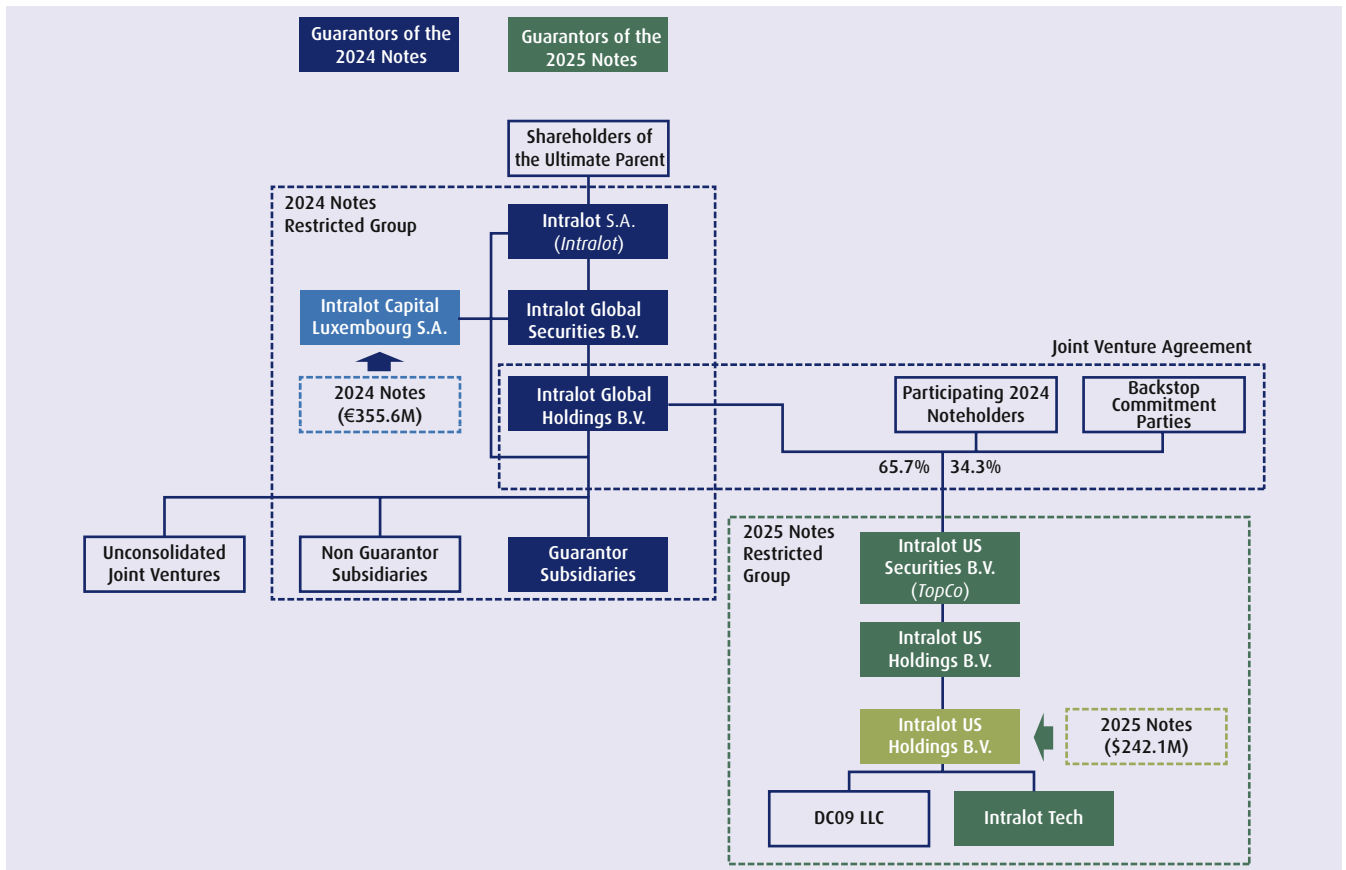 Guarantors of the
2024 Notes
Guarantors of the
2025 Notes
Shareholders of
the Ultimate Parent
2024 Notes
Restricted Group
Intralot S.A.
(Intralot)
Intralot Capital
Luxembourg S.A.
Intralot Global
Securities B.V.
2024 Notes
(€355.6M)
Intralot Global
Holdings B.V.
Joint Venture Agreement
Participating 2024
Noteholders
Backstop
Commitment
Parties
65.7%
34.3%
Unconsolidated
Joint Ventures
Non Guarantor
Subsidiaries
Guarantor
Subsidiaries
2025 Notes
Restricted
Group
Intralot US
Securities B.V.
(TopCo)
Intralot US
Holdings B.V.
Intralot US
Holdings B.V.
2025 Notes
($242.1M)
DC09 LLC
Intralot Tech